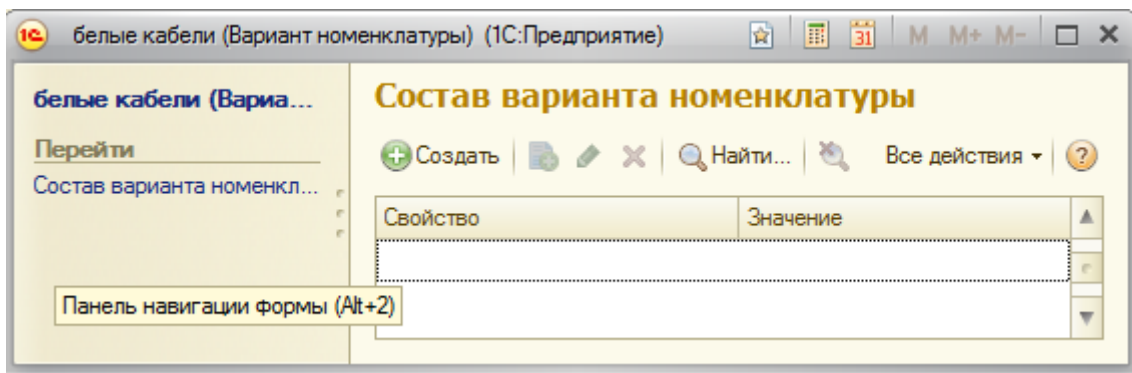 1С белые кабели (Вариант номенклатуры) (1С:Предприятие) 31 M M+ M-
белые кабели (Вариа...
Перейти
Состав варианта номенкл...
Состав варианта номенклатуры
Создать Найти... Все действия ?
Свойство Значение
Панель навигации формы (Alt+2)